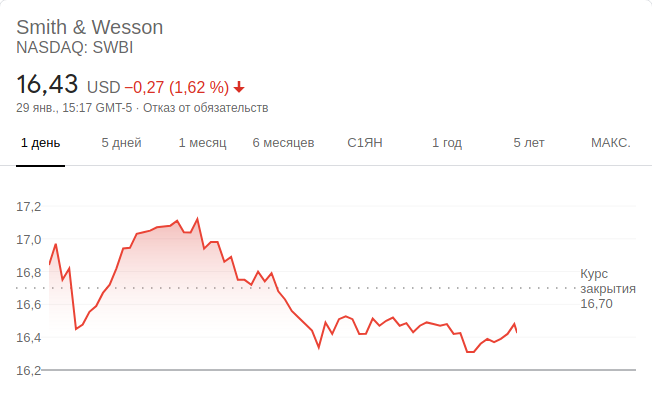 Smith & Wesson
NASDAQ: SWBI
16,43 USD −0,27 (1,62 %)
29 янв., 15:17 GMT-5 · Отказ от обязательств
1 день 5 дней 1 месяц 6 месяцев С1ЯН 1 год 5 лет МАКС.
17,2
17,0
16,8
16,6
16,4
16,2
Курс
закрытия
16,70